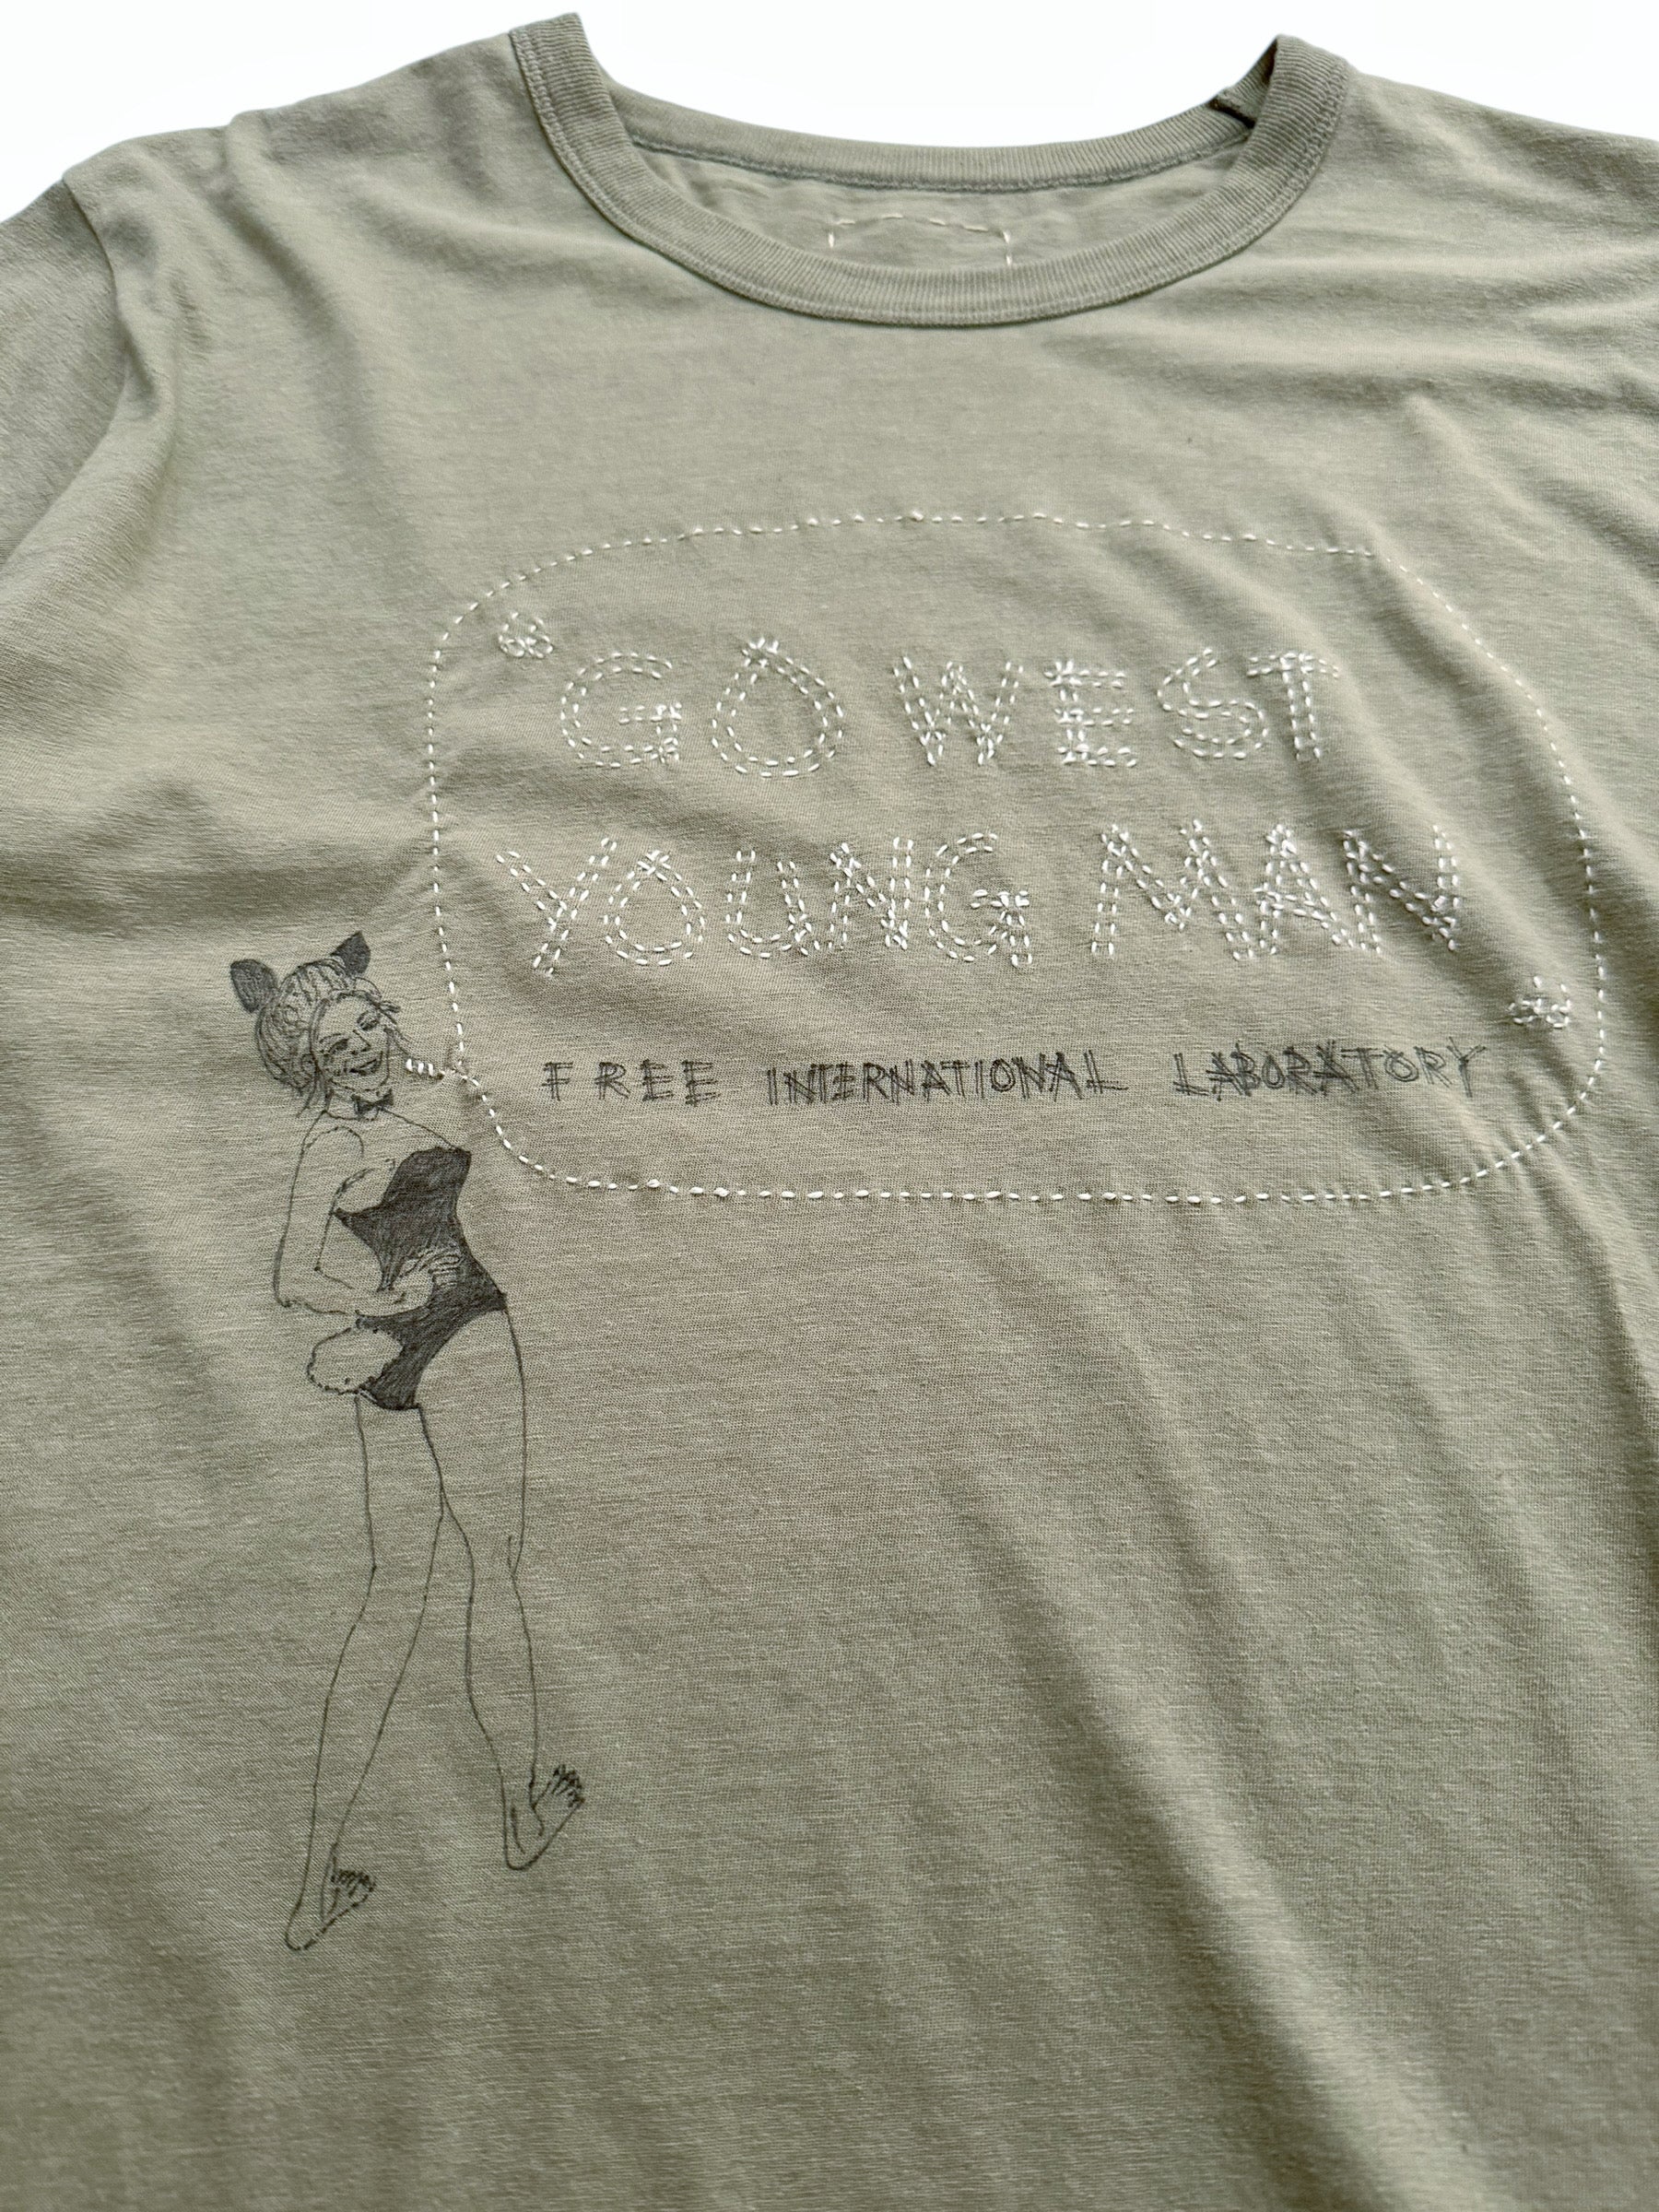 “GO WEST
YOUNG MAN”
FREE INTERNATIONAL LABORATORY